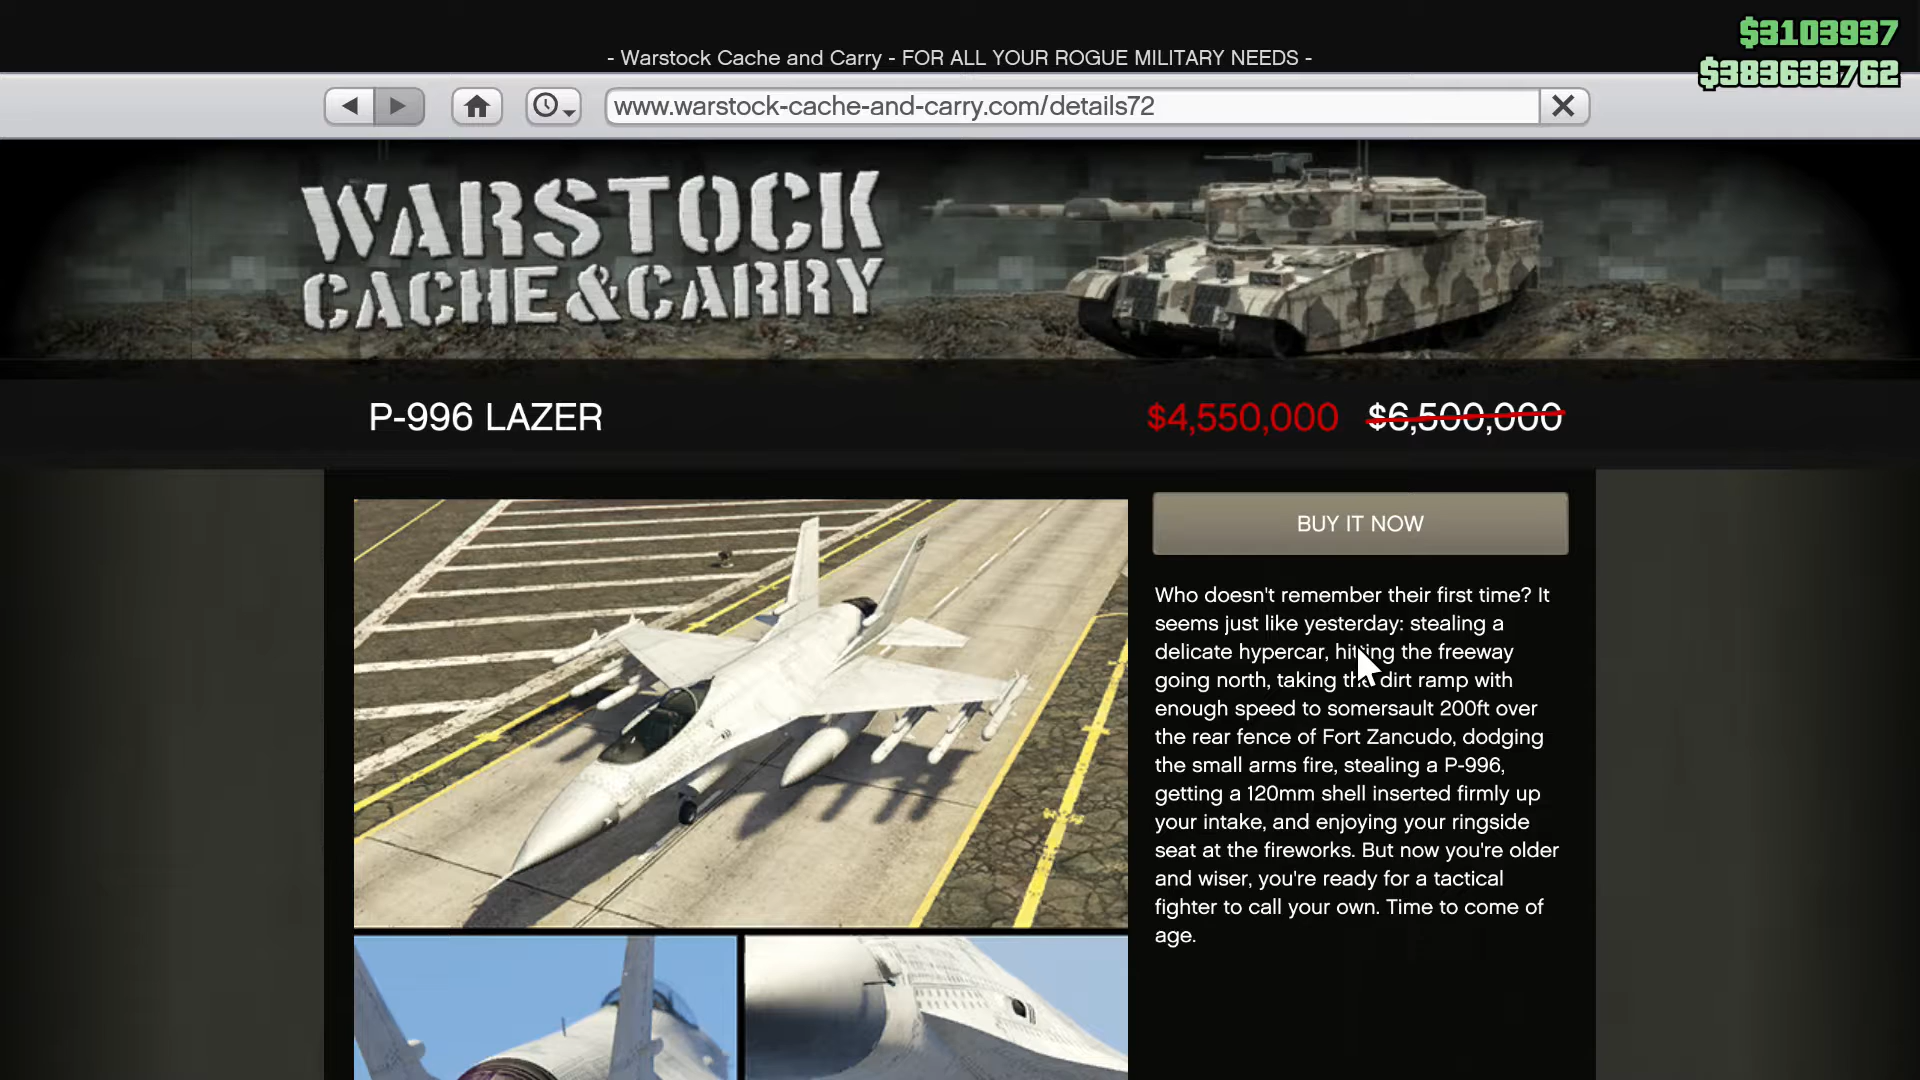 $3103937
- Warstock Cache and Carry - FOR ALL YOUR ROGUE MILITARY NEEDS -
$383633762
www.warstock-cache-and-carry.com/details72
WARSTOCK
CACHE & CARRY
P-996 LAZER
$4,550,000 $6,500,000
BUY IT NOW
Who doesn't remember their first time? It
seems just like yesterday: stealing a
delicate hypercar, hitting the freeway
going north, taking the dirt ramp with
enough speed to somersault 200ft over
the rear fence of Fort Zancudo, dodging
the small arms fire, stealing a P-996,
getting a 120mm shell inserted firmly up
your intake, and enjoying your ringside
seat at the fireworks. But now you're older
and wiser, you're ready for a tactical
fighter to call your own. Time to come of
age.